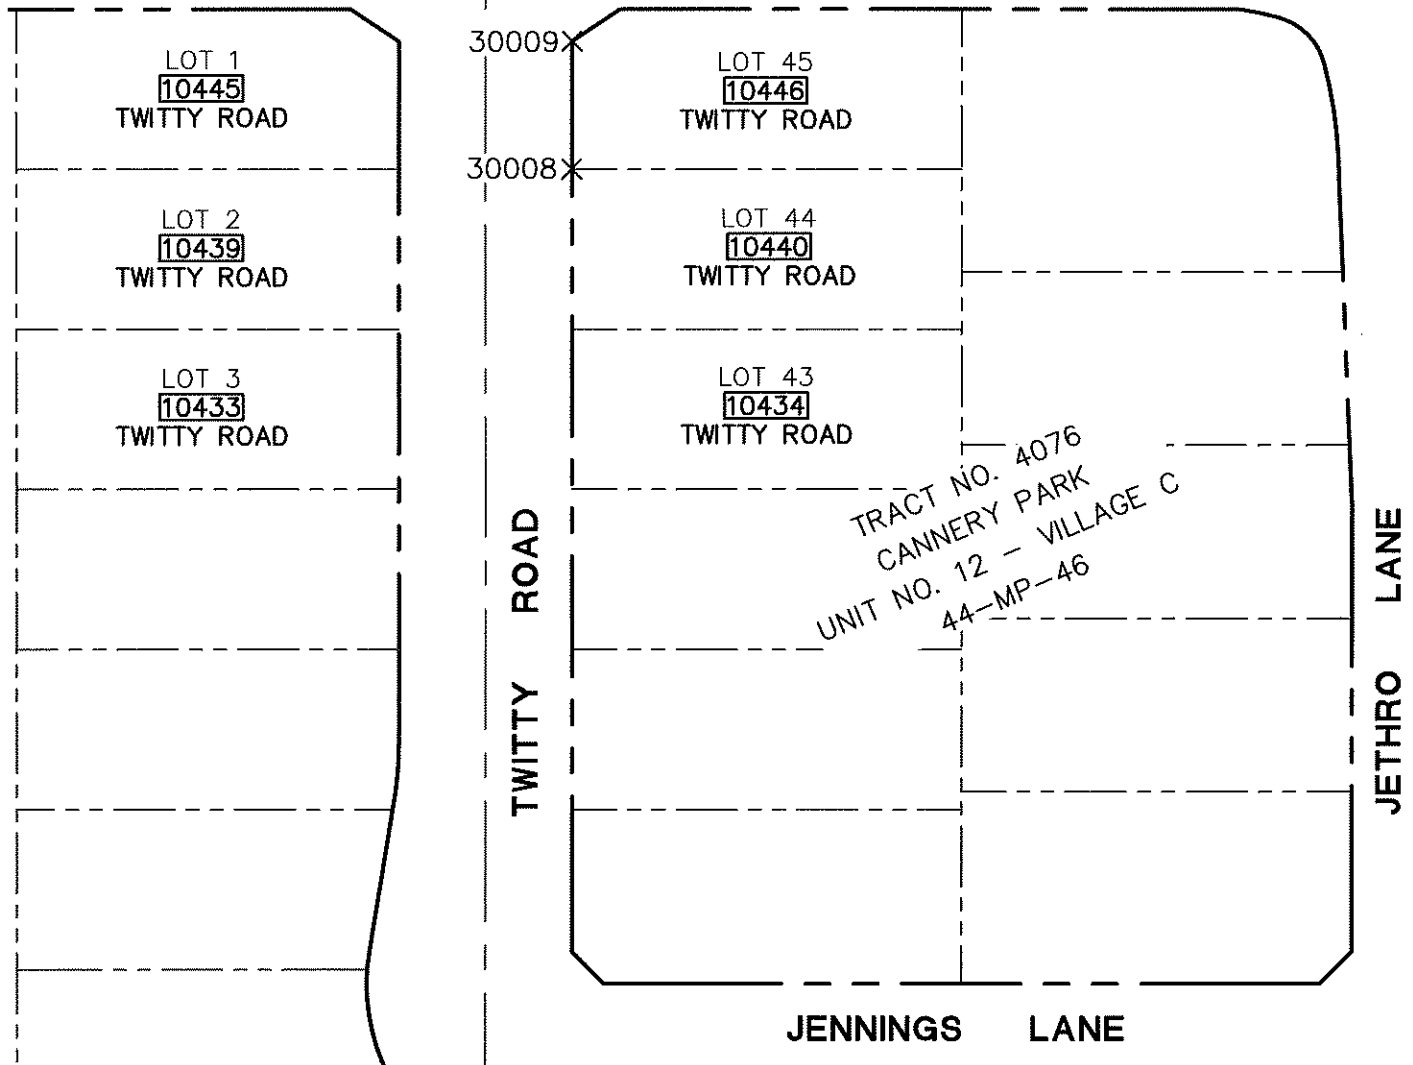 LOT 1
10445
TWITTY ROAD
LOT 2
10439
TWITTY ROAD
LOT 3
10433
TWITTY ROAD
30009
30008
LOT 45
10446
TWITTY ROAD
LOT 44
10440
TWITTY ROAD
LOT 43
10434
TWITTY ROAD
TRACT NO. 4076
CANNERY PARK
UNIT NO. 12 – VILLAGE C
44–MP–46
TWITTY ROAD
JETHRO LANE
JENNINGS LANE